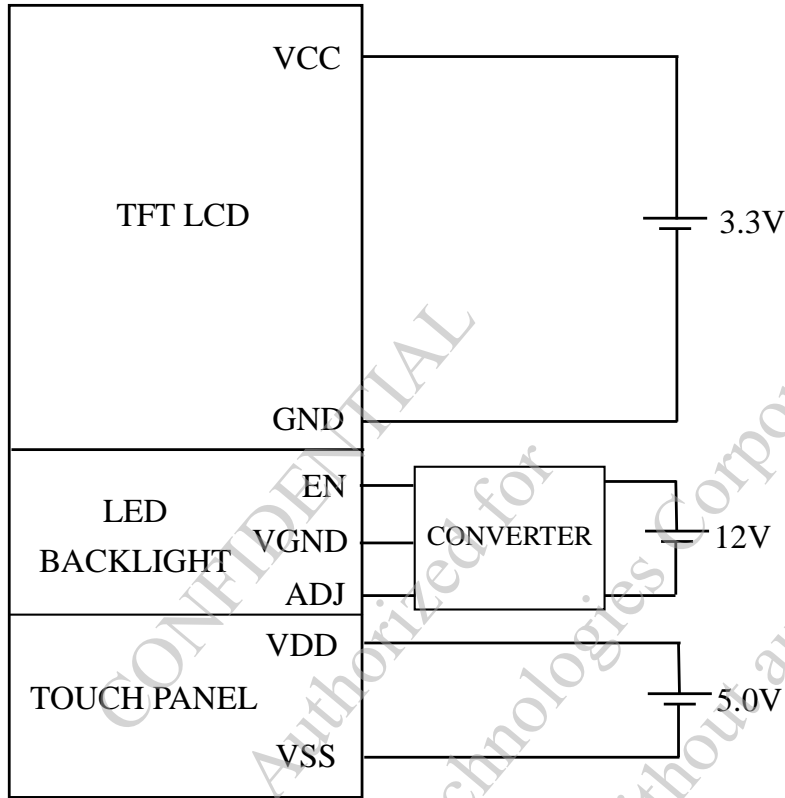 VCC
TFT LCD
3.3V
GND
EN
LED
BACKLIGHT
VGND
CONVERTER
12V
ADJ
VDD
TOUCH PANEL
5.0V
VSS
CONFIDENTIAL
Authorized for
Technologies